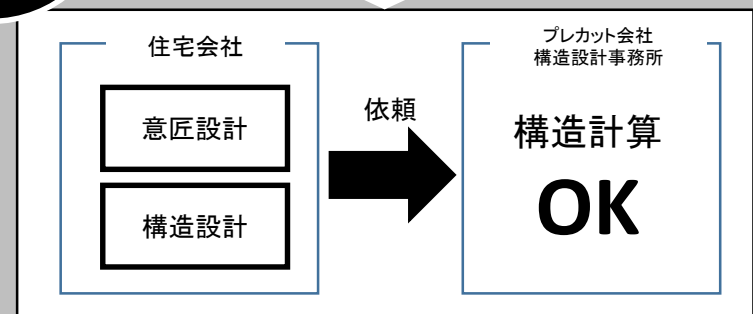 住宅会社
意匠設計
構造設計
依頼
プレカット会社
構造設計事務所
構造計算
OK